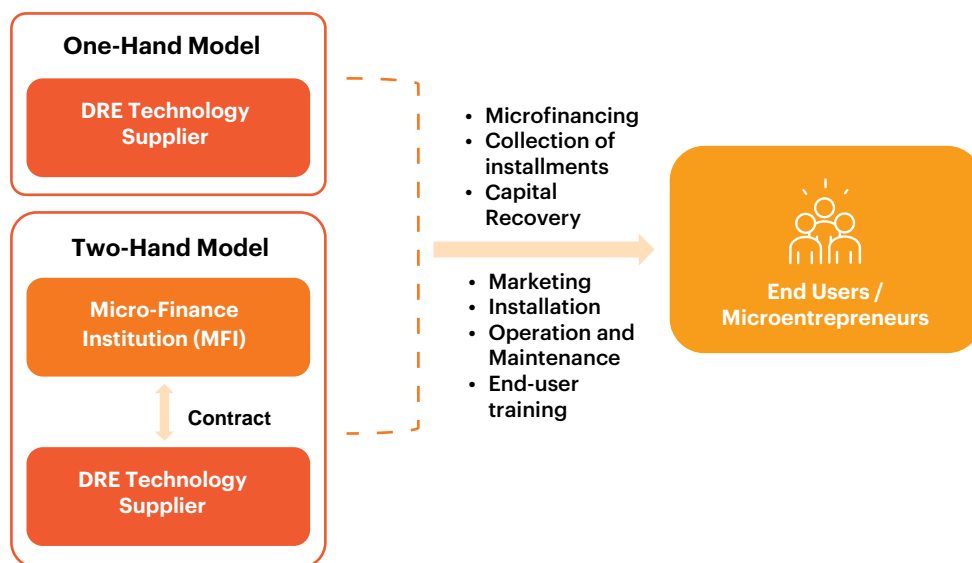 One-Hand Model
DRE Technology
Supplier
Two-Hand Model
Micro-Finance
Institution (MFI)
Contract
DRE Technology
Supplier
• Microfinancing
• Collection of
installments
• Capital
Recovery
• Marketing
• Installation
• Operation and
Maintenance
• End-user
training
End Users /
Microentrepreneurs